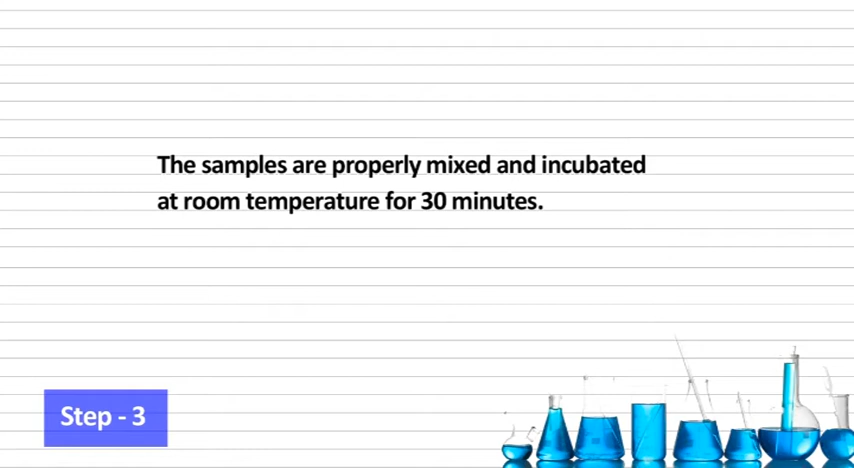 The samples are properly mixed and incubated
at room temperature for 30 minutes.
Step - 3